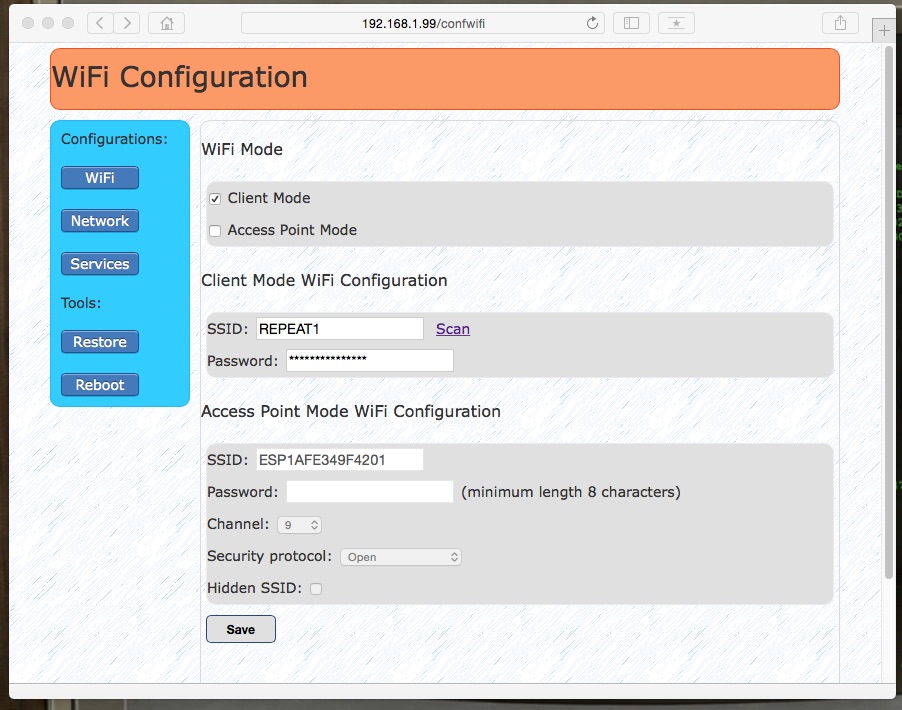 192.168.1.99/confwifi
WiFi Configuration
Configurations:
WiFi
Network
Services
Tools:
Restore
Reboot
WiFi Mode
Client Mode
Access Point Mode
Client Mode WiFi Configuration
SSID: REPEAT1 Scan
Password: ***************
Access Point Mode WiFi Configuration
SSID: ESP1AFE349F4201
Password: (minimum length 8 characters)
Channel: 9
Security protocol: Open
Hidden SSID:
Save